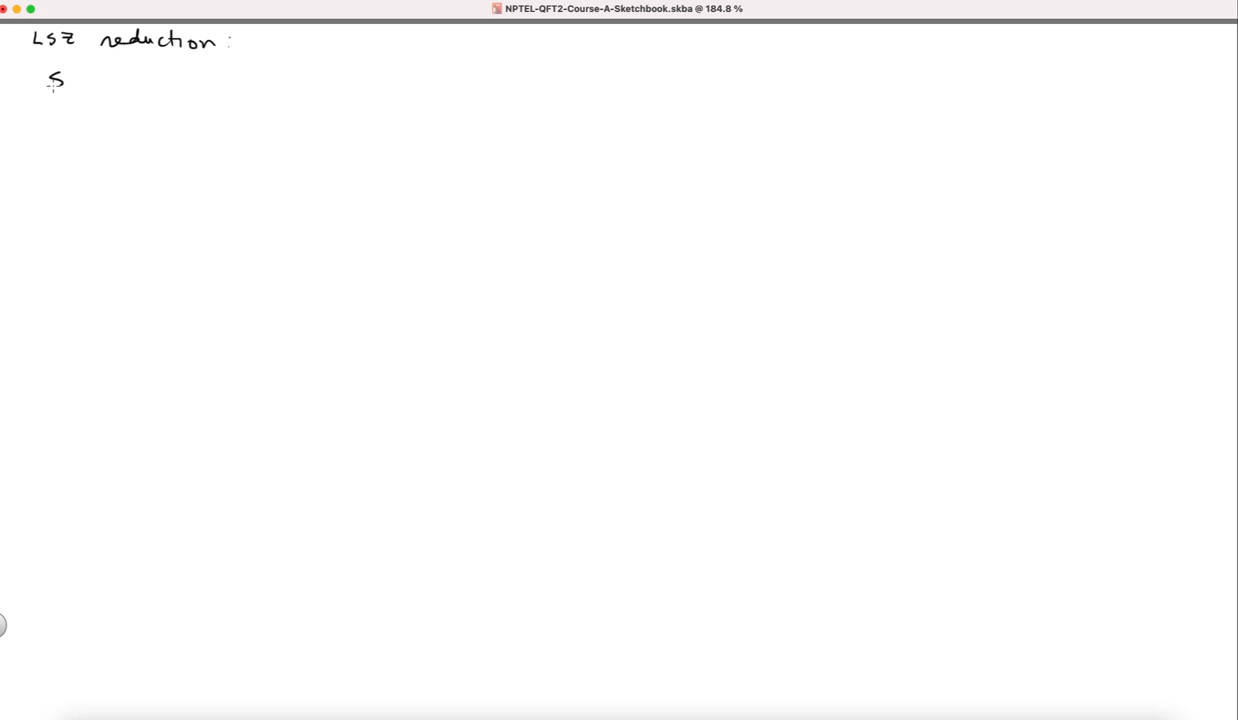 NPTEL-QFT2-Course-A-Sketchbook.skba @ 184.8 %
LSZ reduction:
S